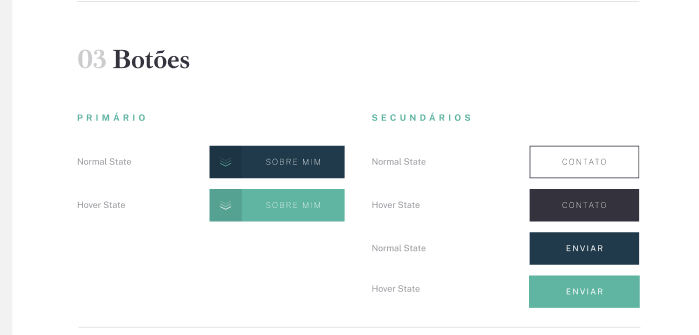 03 Botões
PRIMÁRIO
Normal State
SOBRE MIM
Hover State
SOBRE MIM
SECUNDÁRIOS
Normal State
CONTATO
Hover State
CONTATO
Normal State
ENVIAR
Hover State
ENVIAR